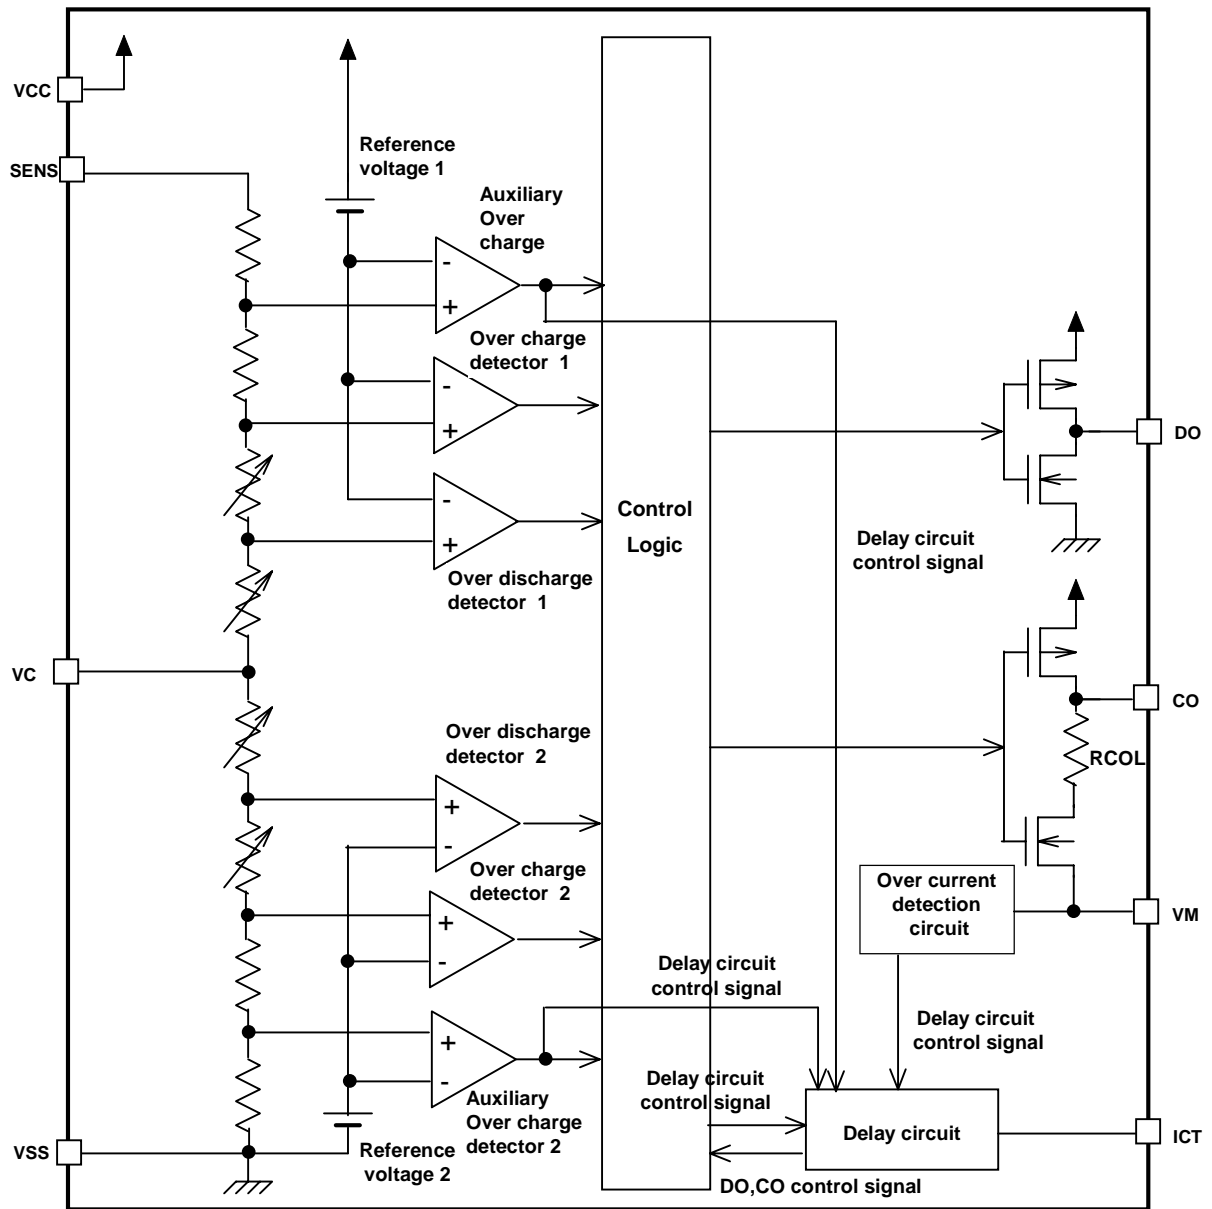 VCC
SENS
Reference
voltage 1
Auxiliary
Over
charge
-
+
Over charge
detector 1
-
+
-
+
Over discharge
detector 1
Control
Logic
DO
Delay circuit
control signal
VC
CO
RCOL
Over discharge
detector 2
+
-
Over charge
detector 2
+
-
Over current
detection
circuit
VM
Delay circuit
control signal
Delay circuit
control signal
+
-
Auxiliary
Over charge
detector 2
Delay circuit
control signal
Delay circuit
ICT
VSS
Reference
voltage 2
DO,CO control signal